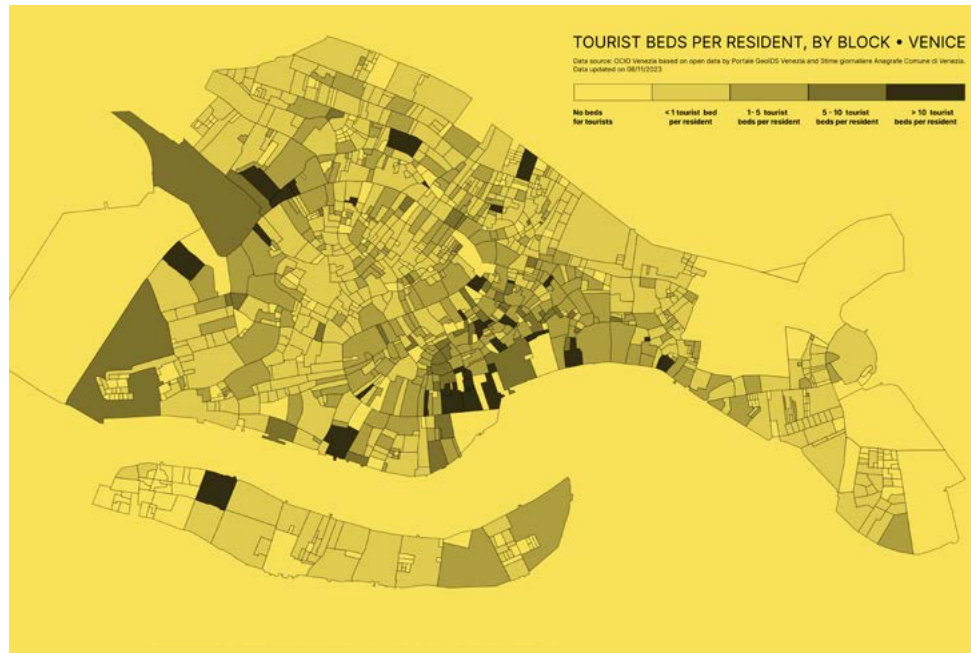 TOURIST BEDS PER RESIDENT, BY BLOCK • VENICE
Data source: OCIO Venezia based on open data by Portale GeoIDS Venezia and Stime giornaliere Anagrafe Comune di Venezia.
Data updated on 08/11/2023
No beds < 1 tourist bed 1 - 5 tourist 5 - 10 tourist > 10 tourist
for tourists per resident beds per resident beds per resident beds per resident